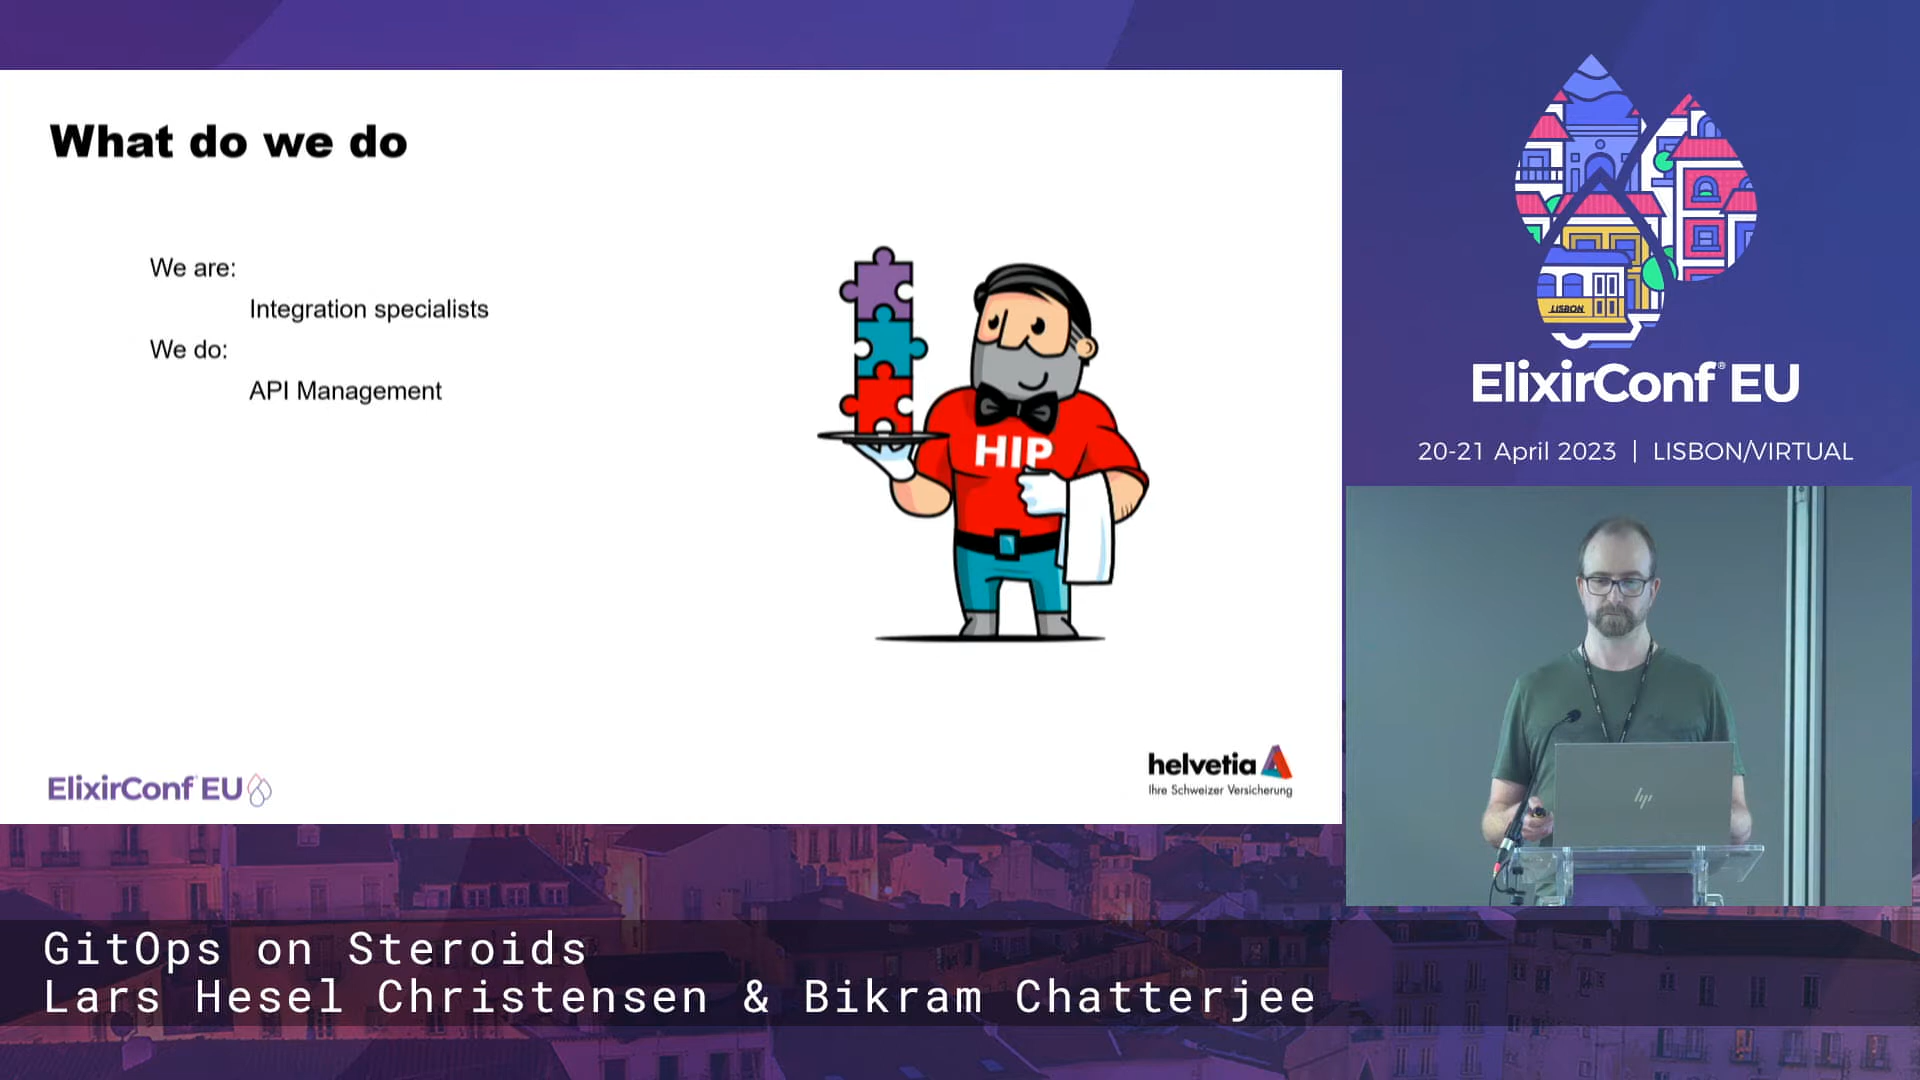 What do we do
We are:
Integration specialists
We do:
API Management
HIP
ElixirConf EU
helvetia
Ihre Schweizer Versicherung
LISBON
ElixirConf® EU
20-21 April 2023 | LISBON/VIRTUAL
hp
GitOps on Steroids
Lars Hesel Christensen & Bikram Chatterjee